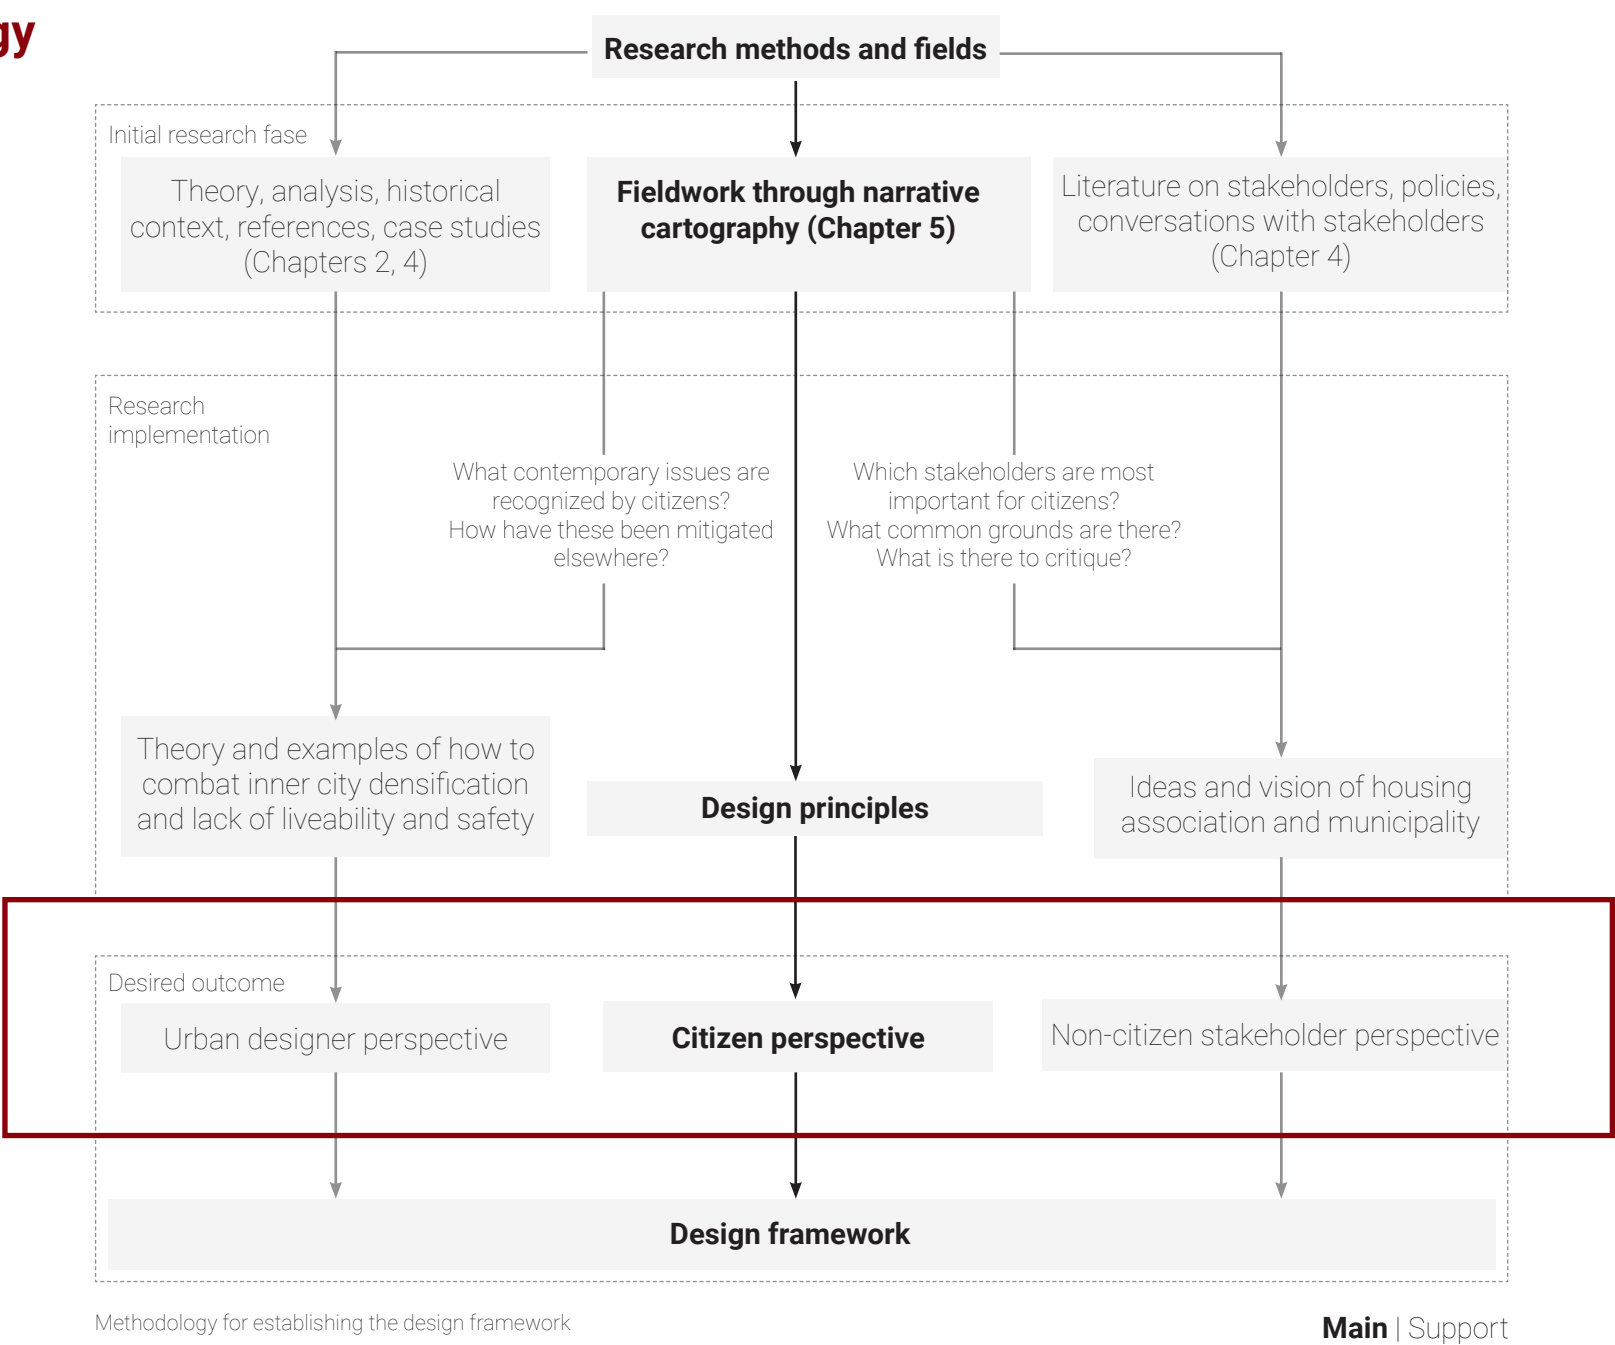 gy
Research methods and fields
Initial research fase
Theory, analysis, historical
context, references, case studies
(Chapters 2, 4)
Fieldwork through narrative
cartography (Chapter 5)
Literature on stakeholders, policies,
conversations with stakeholders
(Chapter 4)
Research
implementation
What contemporary issues are
recognized by citizens?
How have these been mitigated
elsewhere?
Which stakeholders are most
important for citizens?
What common grounds are there?
What is there to critique?
Theory and examples of how to
combat inner city densification
and lack of liveability and safety
Design principles
Ideas and vision of housing
association and municipality
Desired outcome
Urban designer perspective
Citizen perspective
Non-citizen stakeholder perspective
Design framework
Methodology for establishing the design framework
Main | Support